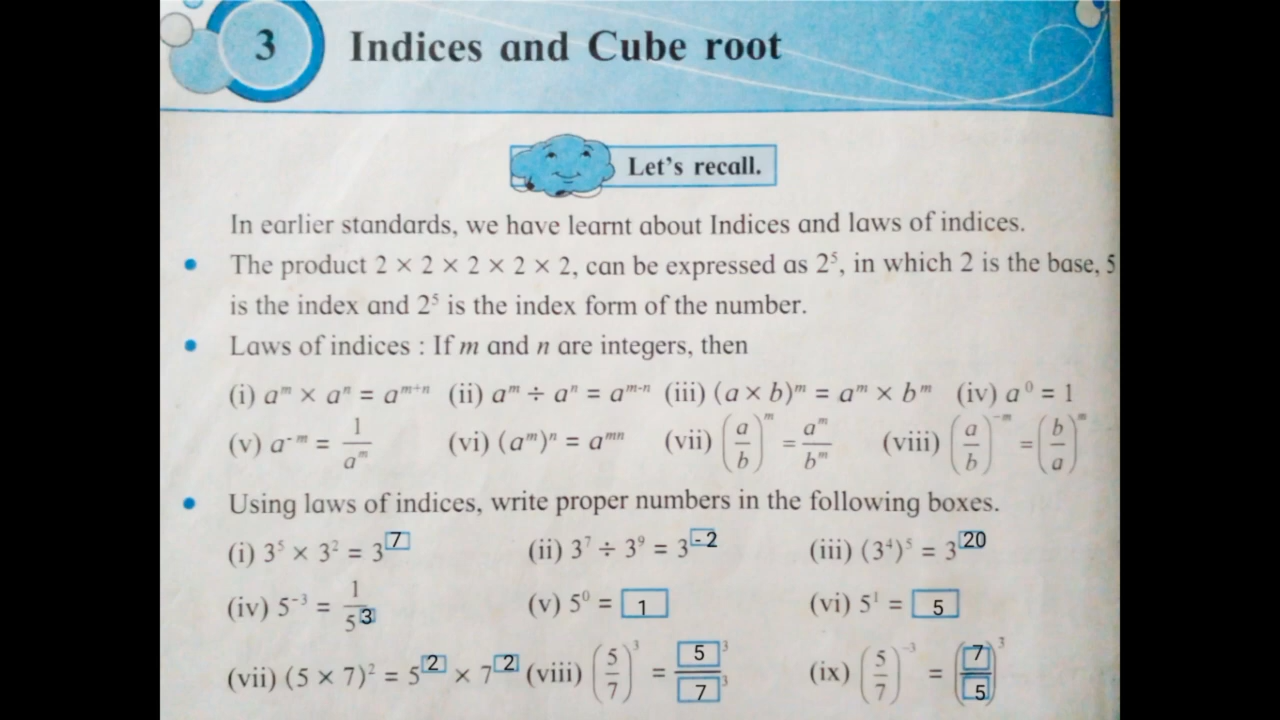 3 Indices and Cube root
Let's recall.
In earlier standards, we have learnt about Indices and laws of indices.
• The product 2 × 2 × 2 × 2 × 2, can be expressed as 2⁵, in which 2 is the base, 5
is the index and 2⁵ is the index form of the number.
• Laws of indices : If m and n are integers, then
(i) aᵐ × aⁿ = aᵐ⁺ⁿ (ii) aᵐ ÷ aⁿ = aᵐ⁻ⁿ (iii) (a × b)ᵐ = aᵐ × bᵐ (iv) a⁰ = 1
(v) a⁻ᵐ = 1/aᵐ (vi) (aᵐ)ⁿ = aᵐⁿ (vii) (a/b)ᵐ = aᵐ/bᵐ (viii) (a/b)⁻ᵐ = (b/a)ᵐ
• Using laws of indices, write proper numbers in the following boxes.
(i) 3⁵ × 3² = 3⁷ (ii) 3⁷ ÷ 3⁹ = 3⁻² (iii) (3⁴)⁵ = 3²⁰
(iv) 5⁻³ = 1/5³ (v) 5⁰ = 1 (vi) 5¹ = 5
(vii) (5 × 7)² = 5² × 7² (viii) (5/7)³ = 5³/7³ (ix) (5/7)⁻³ = (7/5)³